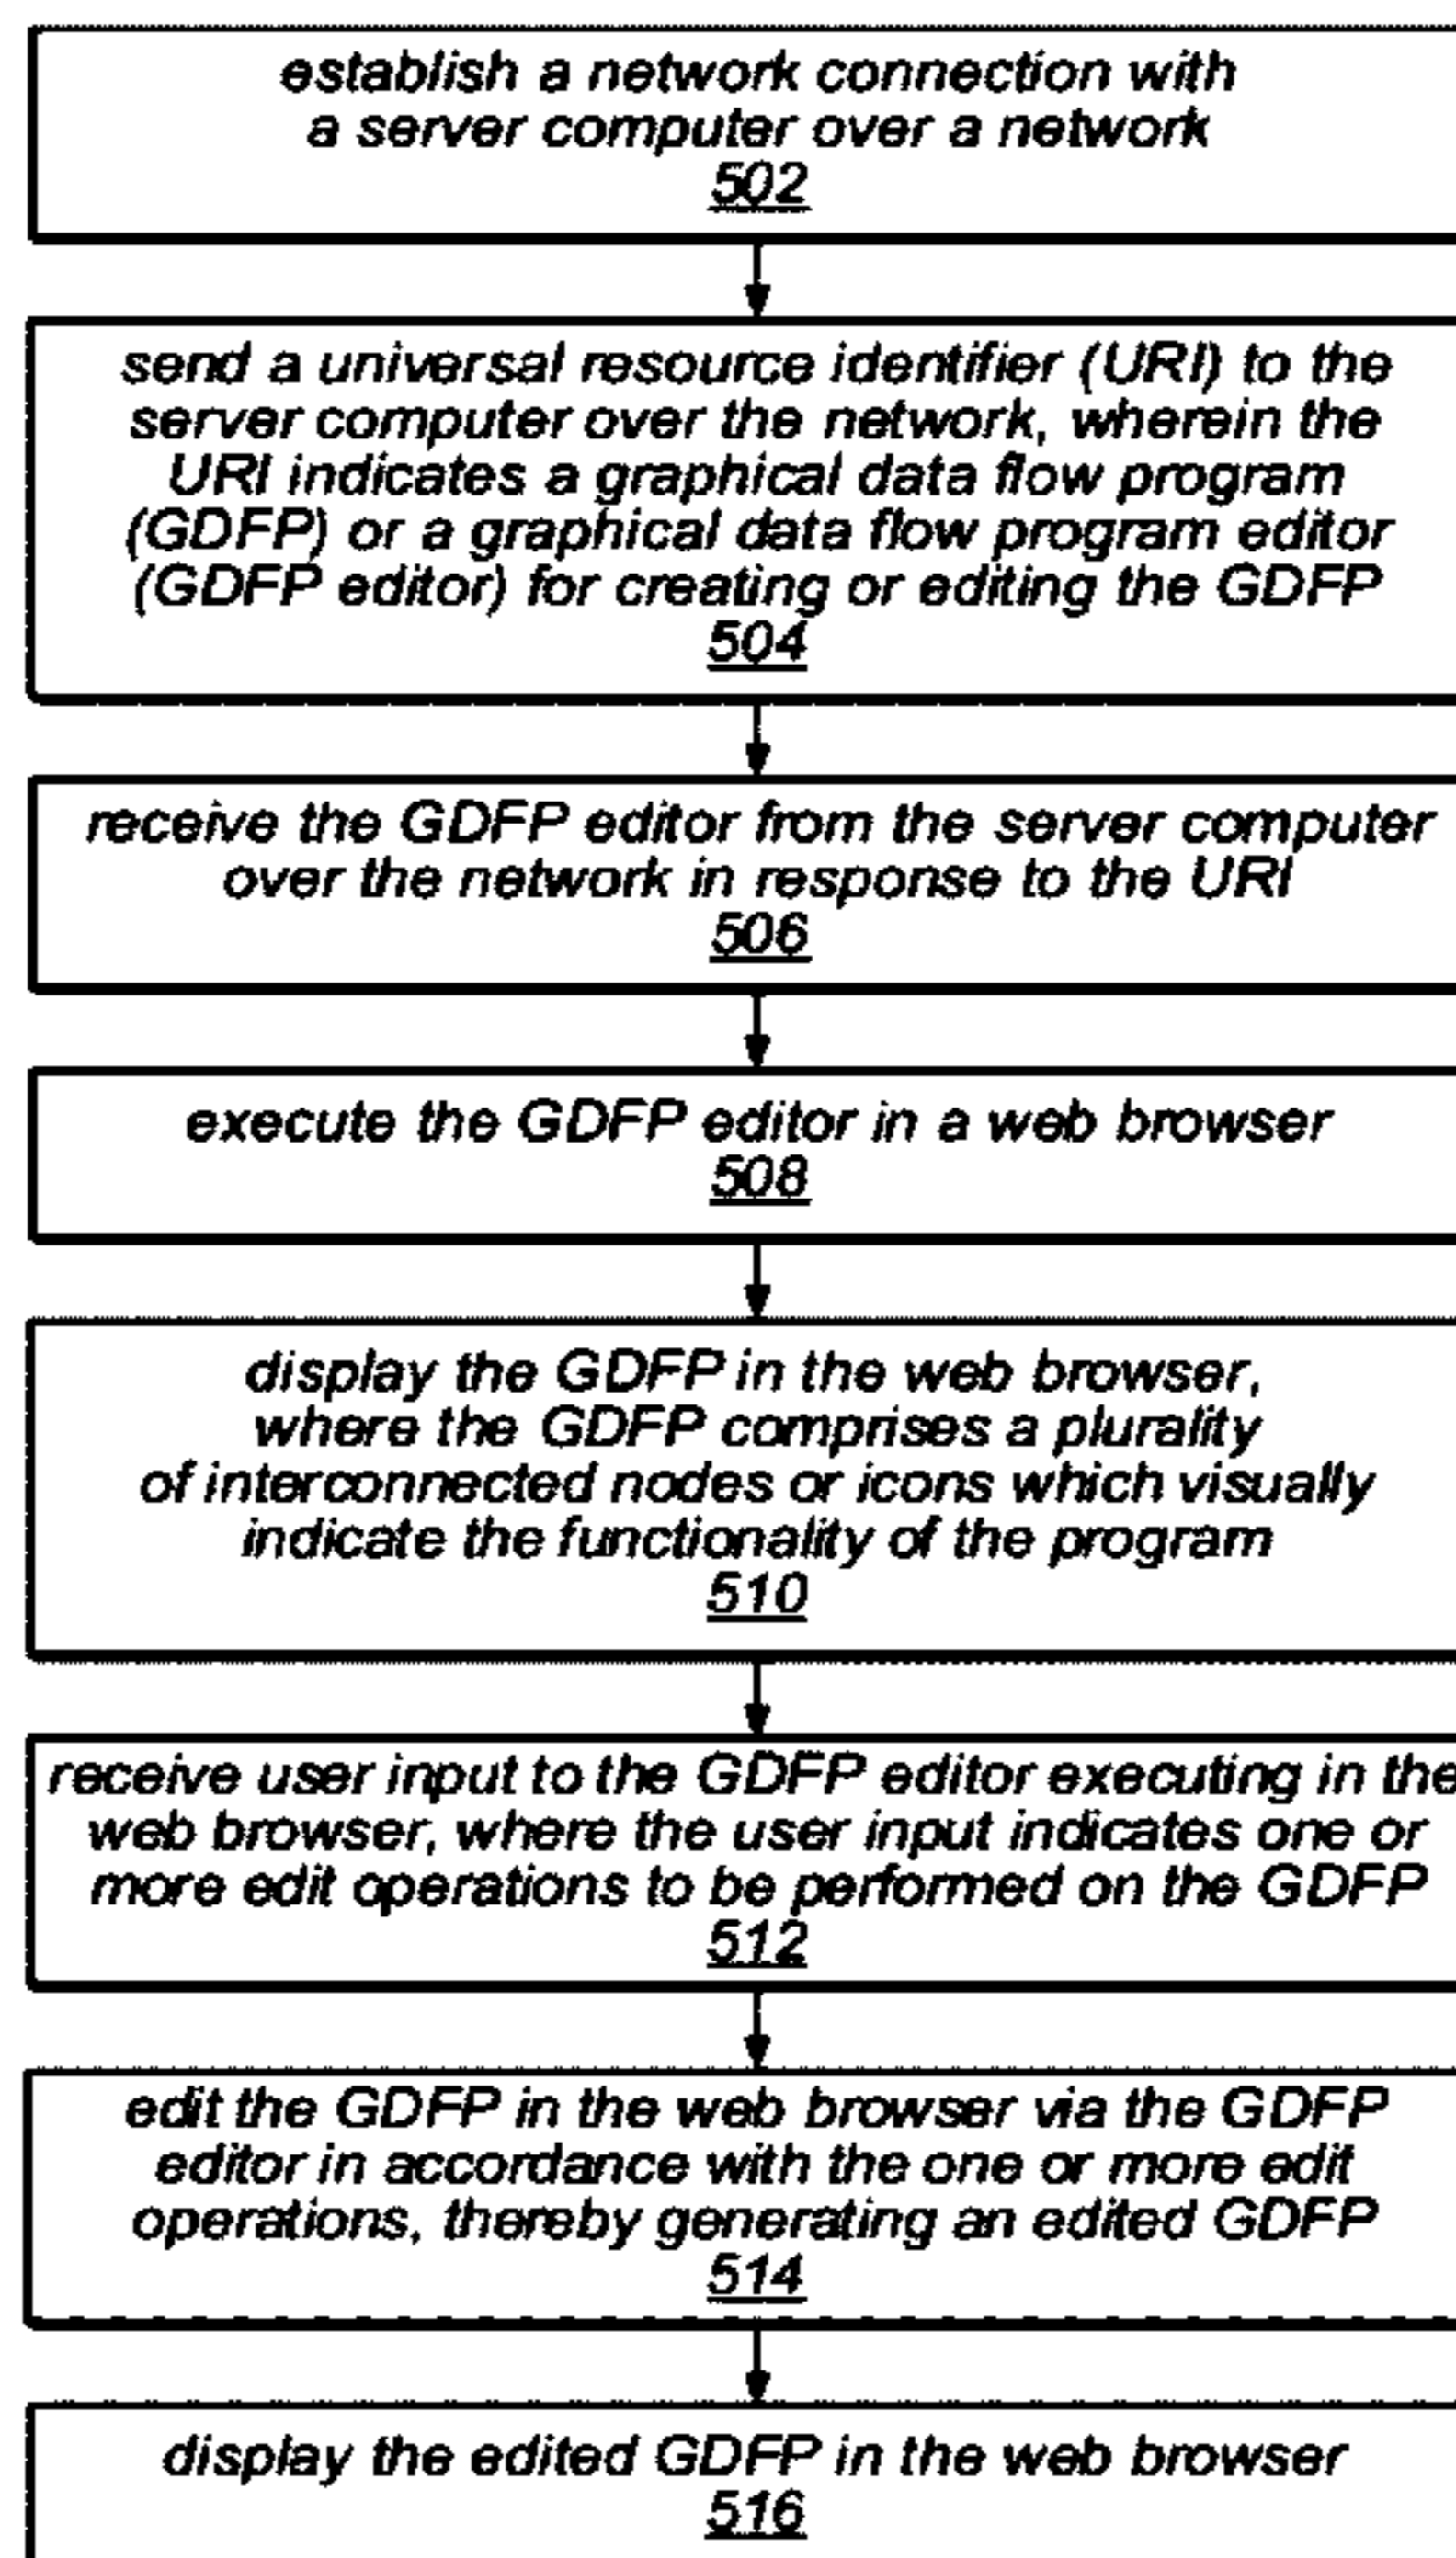 establish a network connection with
a server computer over a network
502
send a universal resource identifier (URI) to the
server computer over the network, wherein the
URI indicates a graphical data flow program
(GDFP) or a graphical data flow program editor
(GDFP editor) for creating or editing the GDFP
504
receive the GDFP editor from the server computer
over the network in response to the URI
506
execute the GDFP editor in a web browser
508
display the GDFP in the web browser,
where the GDFP comprises a plurality
of interconnected nodes or icons which visually
indicate the functionality of the program
510
receive user input to the GDFP editor executing in the
web browser, where the user input indicates one or
more edit operations to be performed on the GDFP
512
edit the GDFP in the web browser via the GDFP
editor in accordance with the one or more edit
operations, thereby generating an edited GDFP
514
display the edited GDFP in the web browser
516